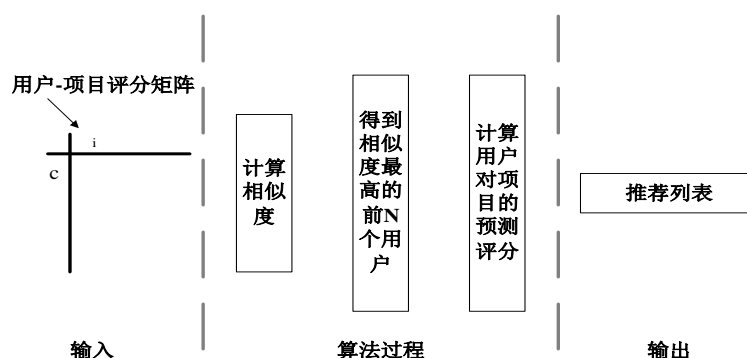 用户-项目评分矩阵
i
c
计算
相似
度
得到
相似
度最
高的
前N
个用
户
计算
用户
对项
目的
预测
评分
推荐列表
输入
算法过程
输出